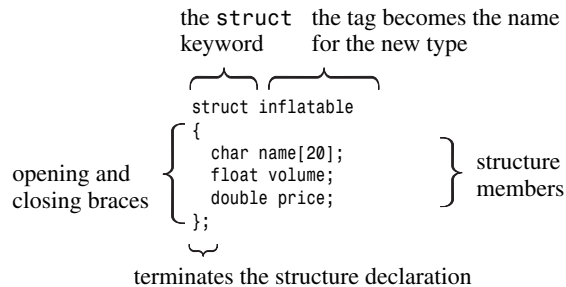 the struct the tag becomes the name
keyword for the new type
struct inflatable
{
char name[20];
opening and float volume; structure
closing braces double price; members
};
terminates the structure declaration